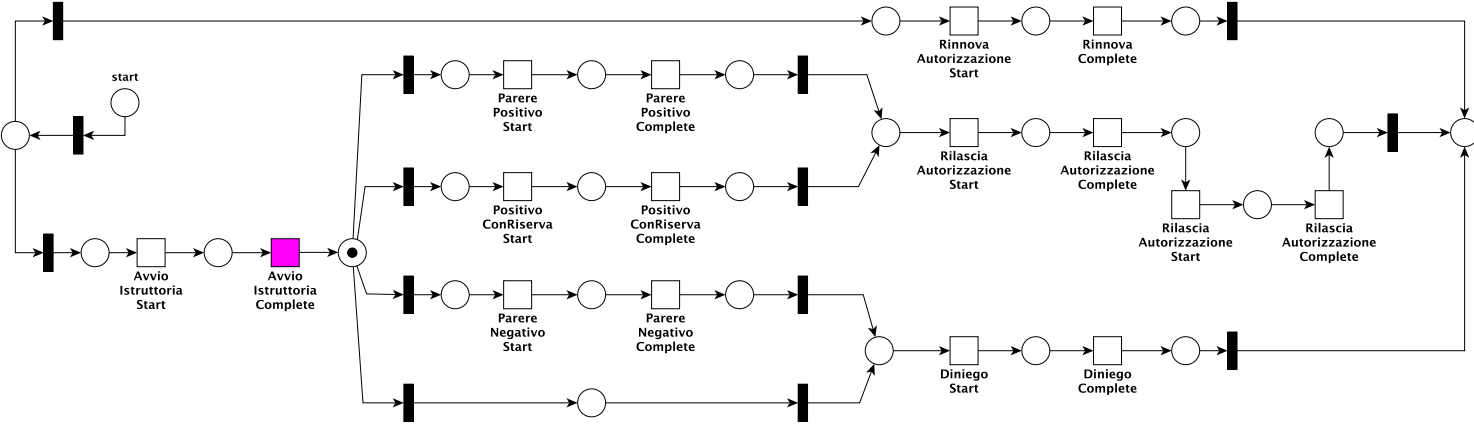 Rinnova
Autorizzazione
Start
Rinnova
Complete
start
Parere
Positivo
Start
Parere
Positivo
Complete
Rilascia
Autorizzazione
Start
Rilascia
Autorizzazione
Complete
Positivo
ConRiserva
Start
Positivo
ConRiserva
Complete
Rilascia
Autorizzazione
Start
Rilascia
Autorizzazione
Complete
Avvio
Istruttoria
Start
Avvio
Istruttoria
Complete
Parere
Negativo
Start
Parere
Negativo
Complete
Diniego
Start
Diniego
Complete